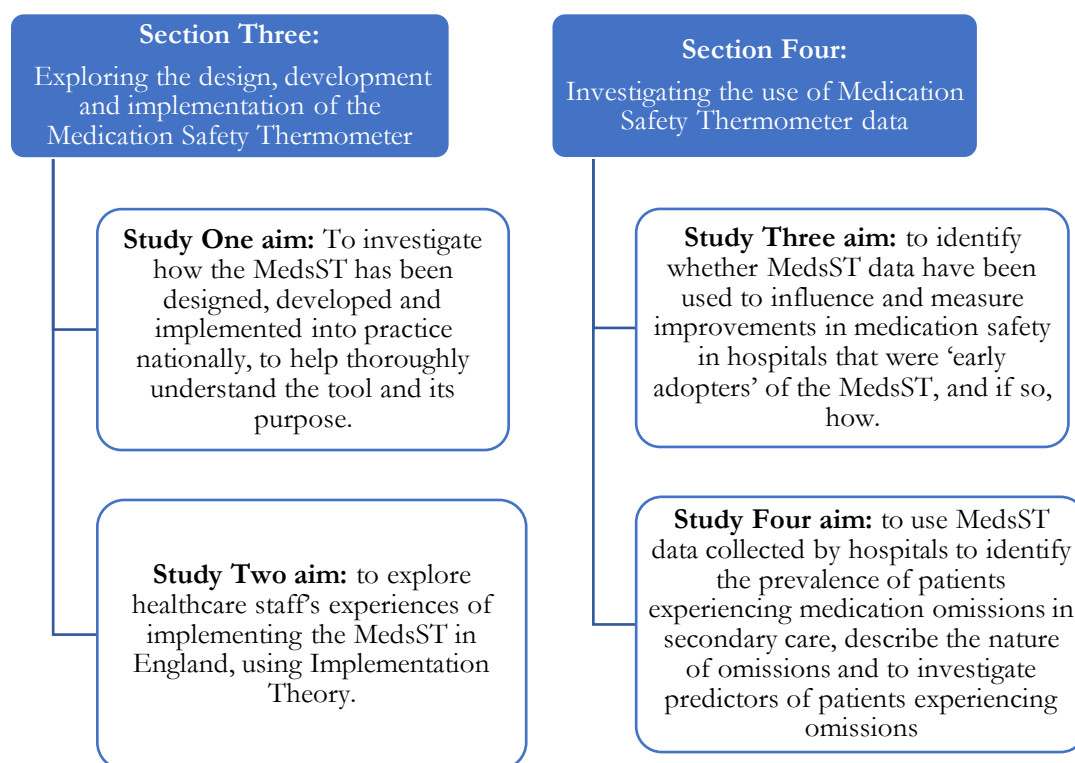 Section Three:
Exploring the design, development
and implementation of the
Medication Safety Thermometer
Study One aim: To investigate
how the MedsST has been
designed, developed and
implemented into practice
nationally, to help thoroughly
understand the tool and its
purpose.
Study Two aim: to explore
healthcare staff's experiences of
implementing the MedsST in
England, using Implementation
Theory.
Section Four:
Investigating the use of Medication
Safety Thermometer data
Study Three aim: to identify
whether MedsST data have been
used to influence and measure
improvements in medication safety
in hospitals that were ‘early
adopters’ of the MedsST, and if so,
how.
Study Four aim: to use MedsST
data collected by hospitals to identify
the prevalence of patients
experiencing medication omissions in
secondary care, describe the nature
of omissions and to investigate
predictors of patients experiencing
omissions